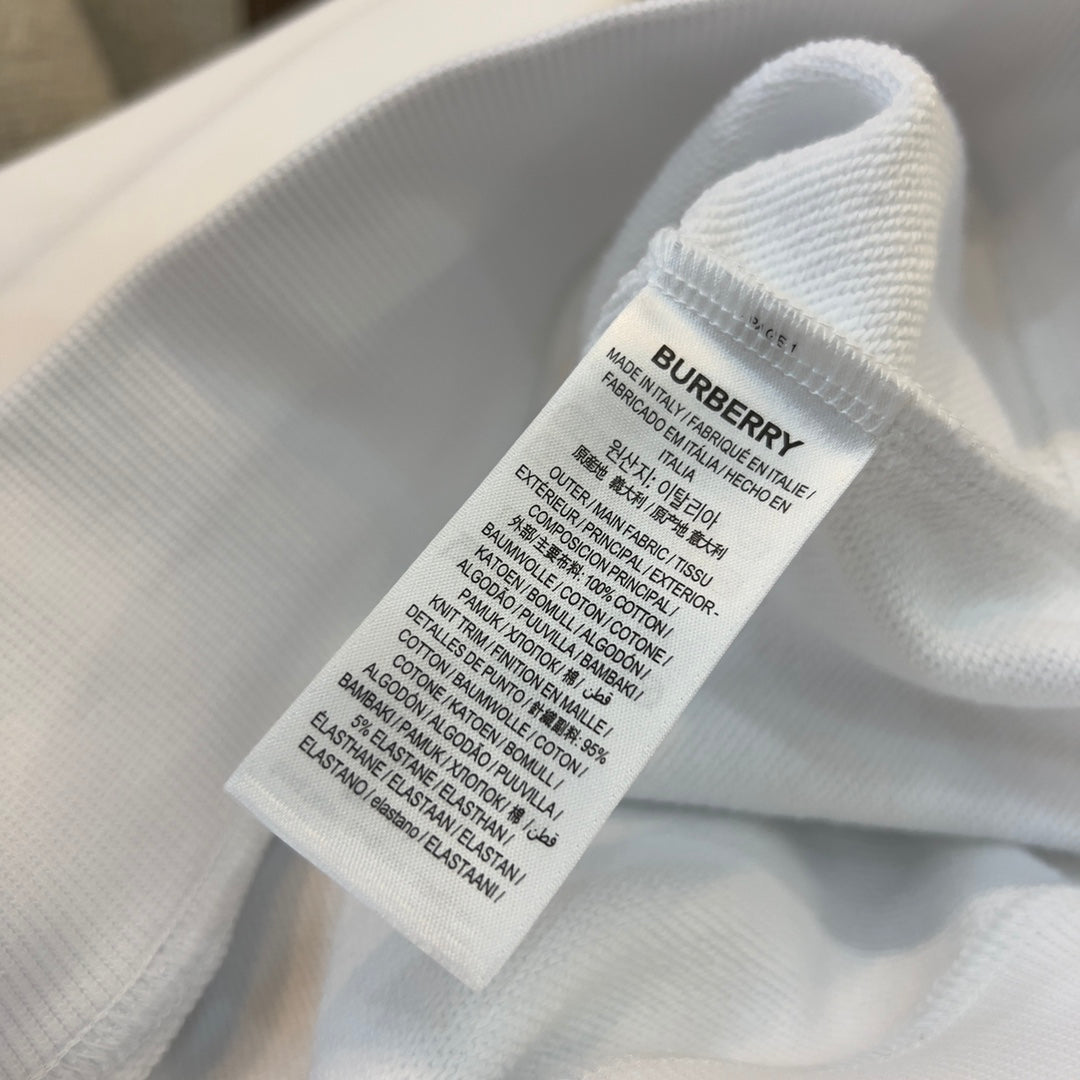 PAGE 1
BURBERRY
MADE IN ITALY / FABRIQUÉ EN ITALIE /
FABRICADO EM ITÁLIA / HECHO EN
ITALIA
원산지: 이탈리아
原産地 義大利 / 原产地 意大利
OUTER / MAIN FABRIC / TISSU
EXTÉRIEUR / PRINCIPAL / EXTERIOR-
COMPOSICION PRINCIPAL /
外部/ 主要布料: 100% COTTON /
BAUMWOLLE / COTON / COTONE /
KATOEN / BOMULL / ALGODÓN /
ALGODÃO / PUUVILLA / BAMBAKI /
PAMUK / ХЛОПОК / 棉 / قطن /
KNIT TRIM / FINITION EN MAILLE /
DETALLES DE PUNTO / 針織副料: 95%
COTTON / BAUMWOLLE / COTON /
COTONE / KATOEN / BOMULL /
ALGODÓN / ALGODÃO / PUUVILLA /
BAMBAKI / PAMUK / ХЛОПОК / 棉 / قطن /
5% ELASTANE / ELASTHAN /
ÉLASTHANE / ELASTAAN / ELASTAN /
ELASTANO / elastano / ELASTAANI /